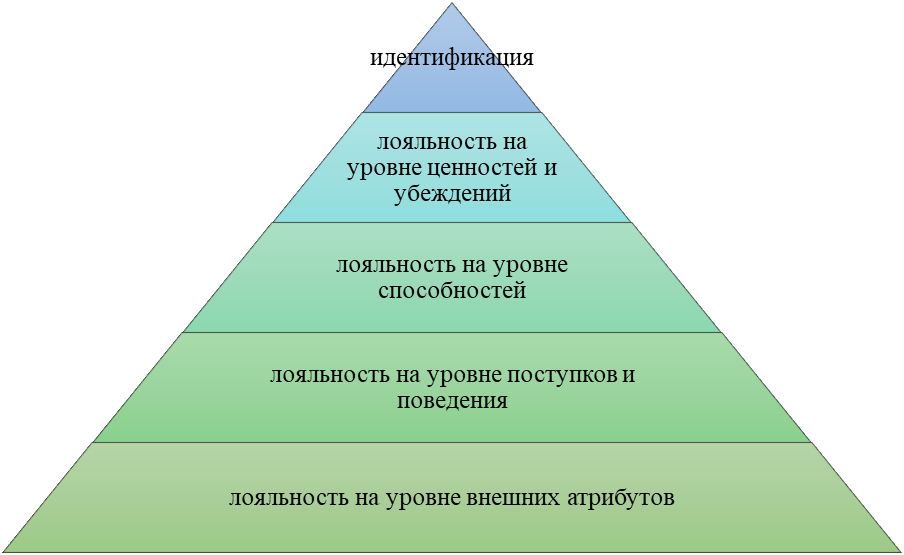 идентификация
лояльность на
уровне ценностей и
убеждений
лояльность на уровне
способностей
лояльность на уровне поступков и
поведения
лояльность на уровне внешних атрибутов